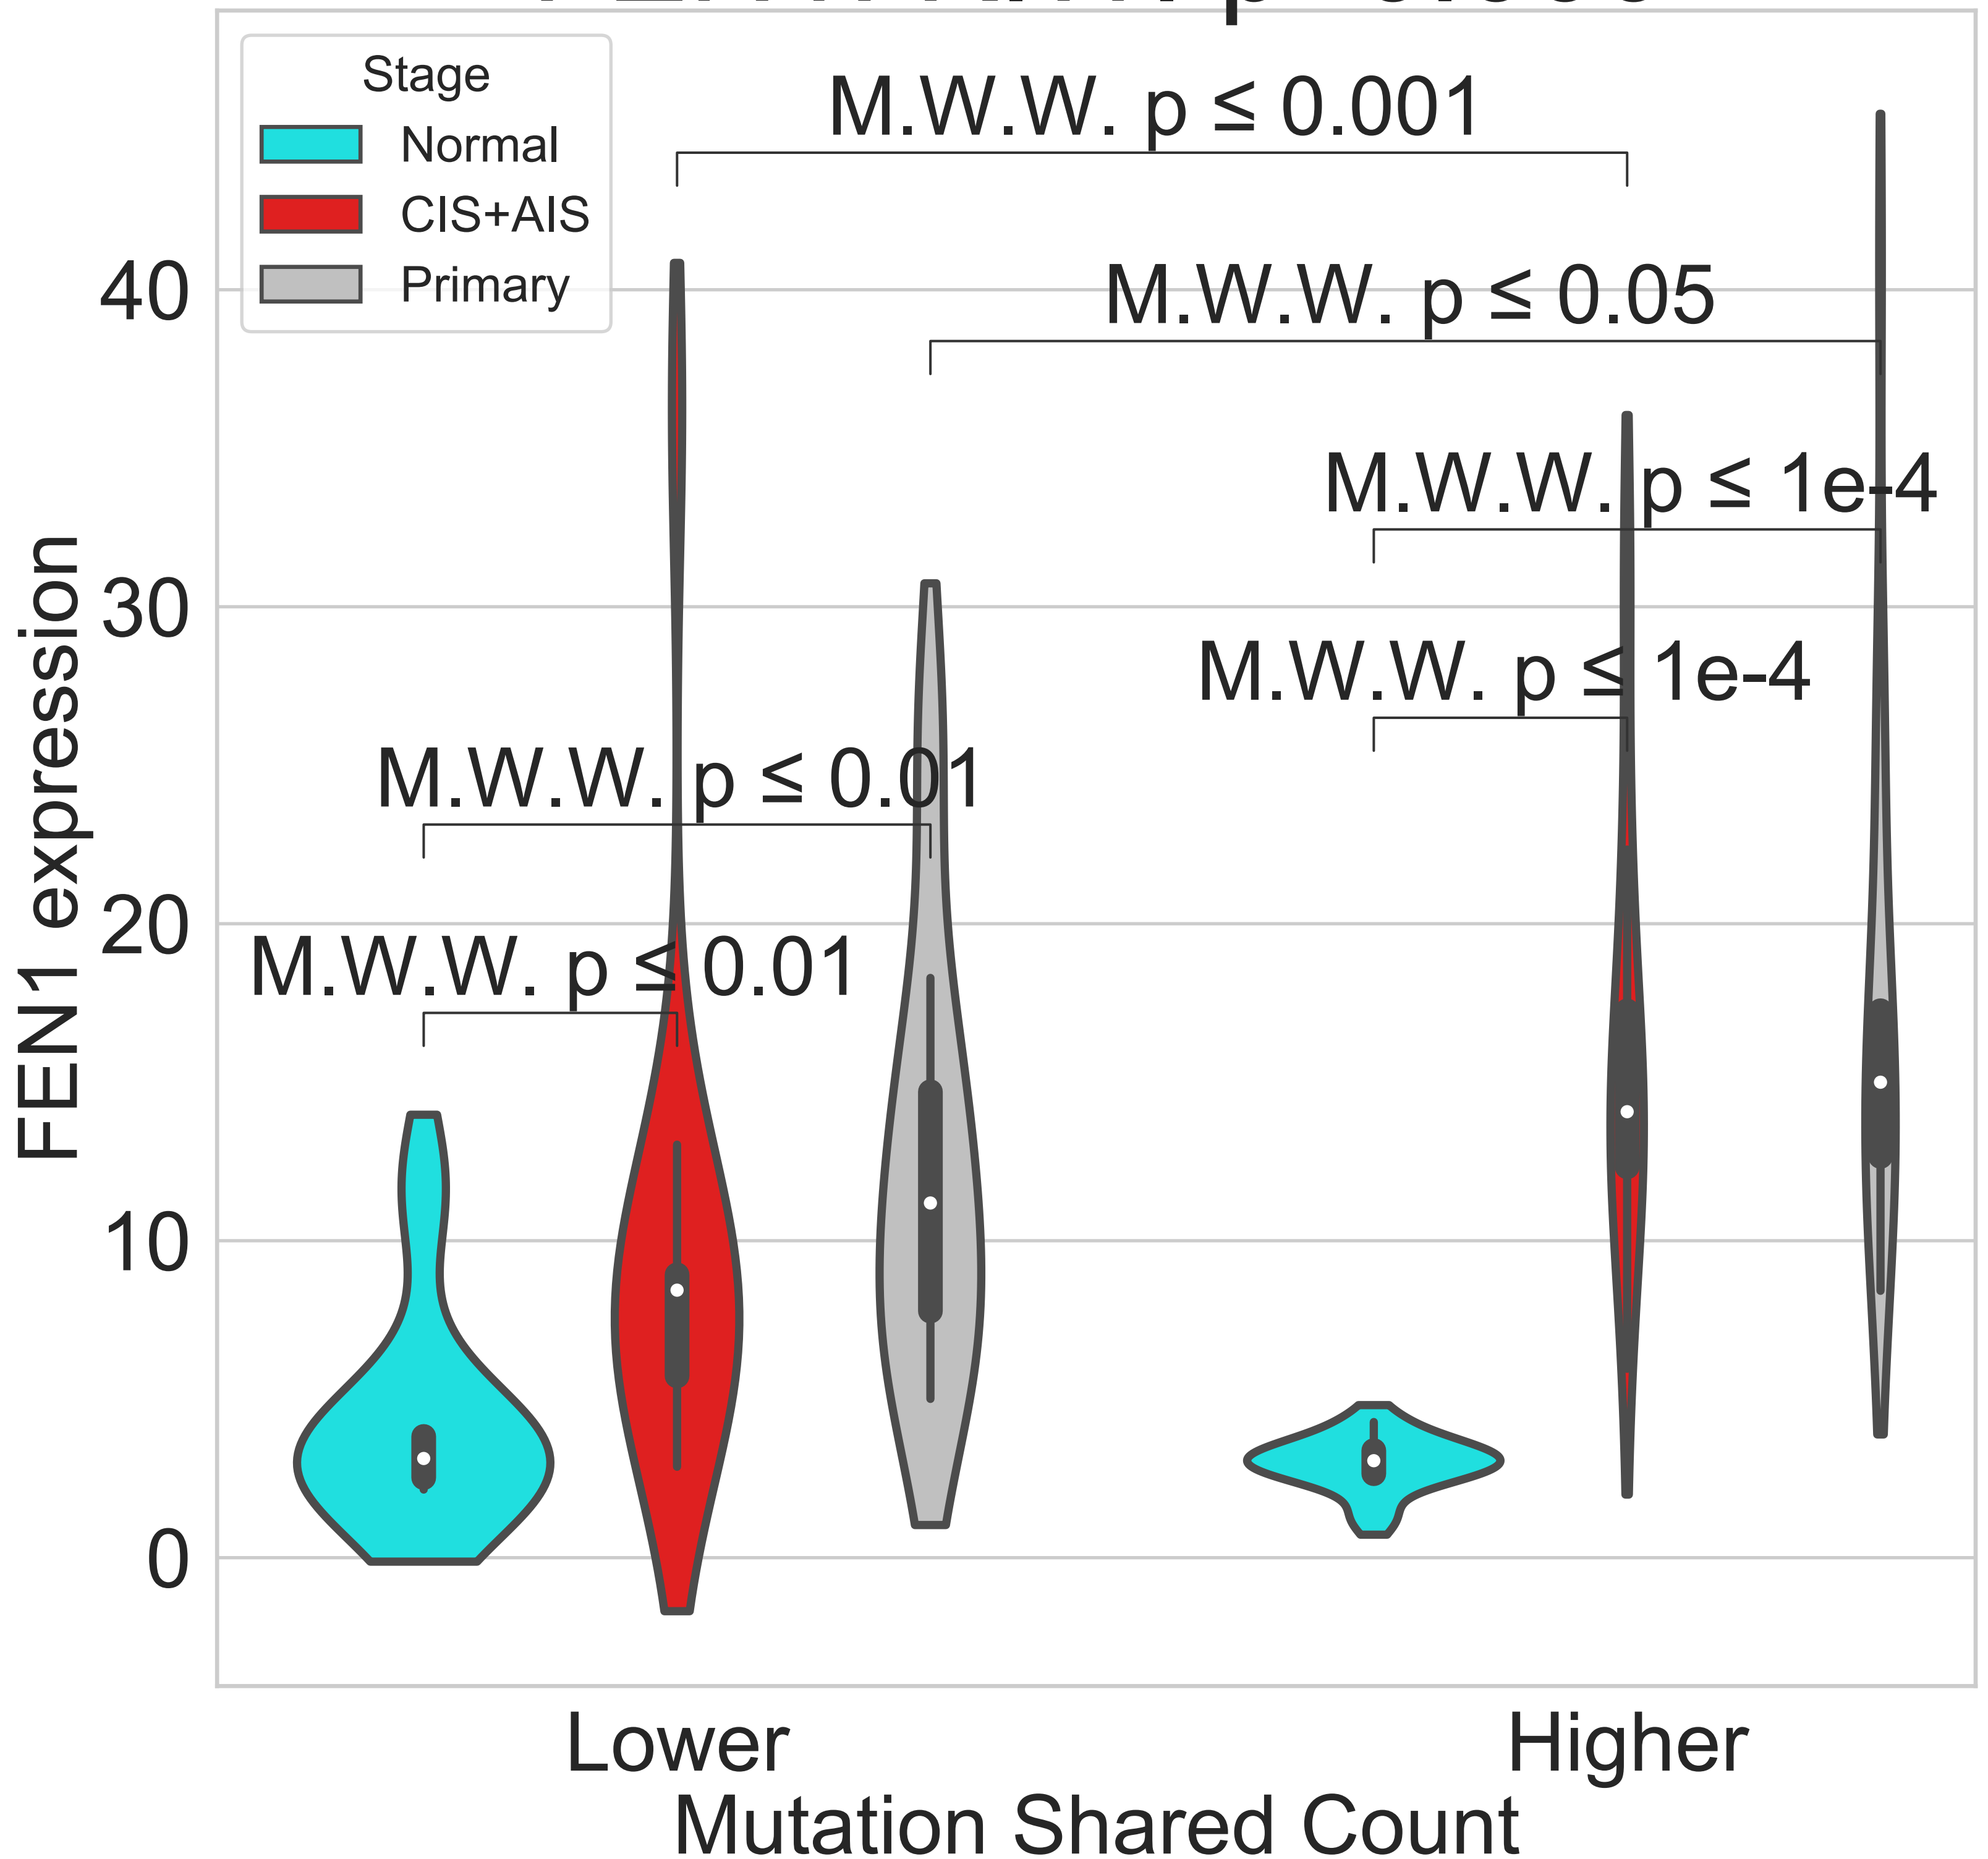 Stage
Normal
CIS+AIS
Primary
M.W.W. p ≤ 0.001
M.W.W. p ≤ 0.05
M.W.W. p ≤ 1e-4
M.W.W. p ≤ 1e-4
M.W.W. p ≤ 0.01
M.W.W. p ≤ 0.01
40
30
20
10
0
FEN1 expression
Lower
Higher
Mutation Shared Count